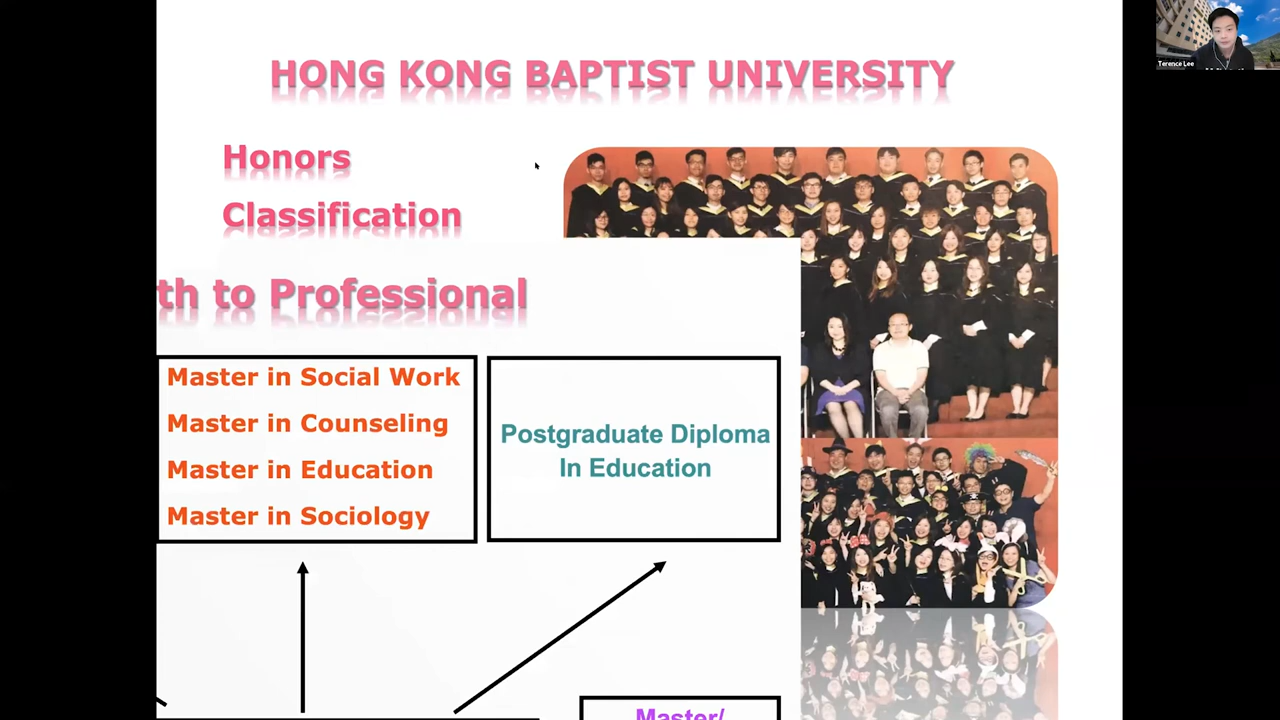 HONG KONG BAPTIST UNIVERSITY
Terence Lee
Honors
Classification
th to Professional
Master in Social Work
Master in Counseling
Master in Education
Master in Sociology
Postgraduate Diploma
In Education
Master/